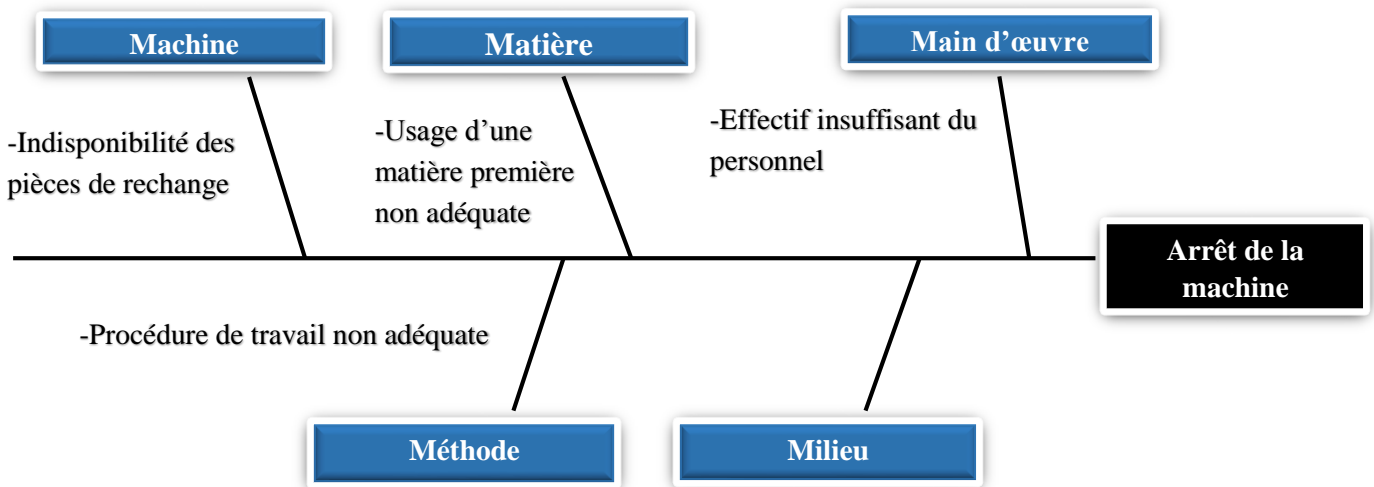 Machine
Matière
Main d’œuvre
-Indisponibilité des
pièces de rechange
-Usage d’une
matière première
non adéquate
-Effectif insuffisant du
personnel
Arrêt de la
machine
-Procédure de travail non adéquate
Méthode
Milieu